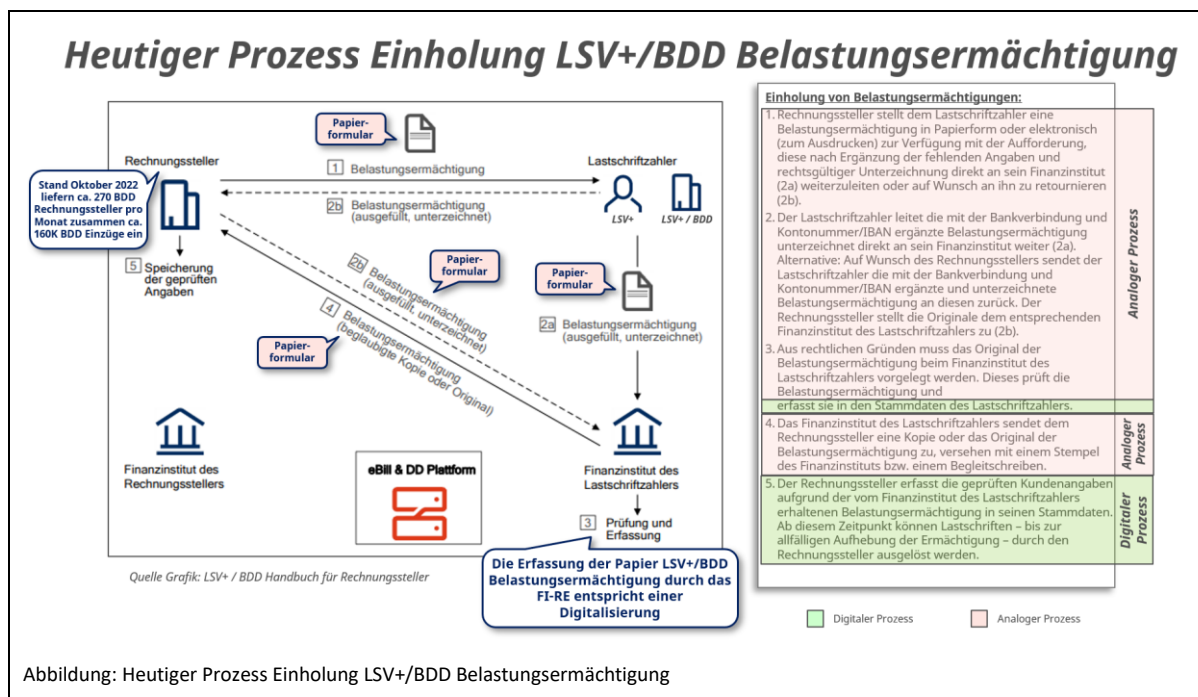 Heutiger Prozess Einholung LSV+/BDD Belastungsermächtigung
Papier-
formular
Rechnungssteller
Lastschriftzahler
1 Belastungsermächtigung
Stand Oktober 2022
liefern ca. 270 BDD
Rechnungssteller pro
Monat zusammen ca.
160K BDD Einzüge ein
2b Belastungsermächtigung
(ausgefüllt, unterzeichnet)
LSV+
LSV+ / BDD
5 Speicherung
der geprüften
Angaben
2b Belastungsermächtigung
(ausgefüllt, unterzeichnet)
Papier-
formular
Papier-
formular
4 Belastungsermächtigung
(beglaubigte Kopie oder Original)
Papier-
formular
2a Belastungsermächtigung
(ausgefüllt, unterzeichnet)
Finanzinstitut des
Rechnungsstellers
eBill & DD Plattform
Finanzinstitut des
Lastschriftzahlers
3 Prüfung und
Erfassung
Die Erfassung der Papier LSV+/BDD
Belastungsermächtigung durch das
FI-RE entspricht einer
Digitalisierung
Quelle Grafik: LSV+ / BDD Handbuch für Rechnungssteller
Einholung von Belastungsermächtigungen:
1. Rechnungssteller stellt dem Lastschriftzahler eine
Belastungsermächtigung in Papierform oder elektronisch
(zum Ausdrucken) zur Verfügung mit der Aufforderung,
diese nach Ergänzung der fehlenden Angaben und
rechtsgültiger Unterzeichnung direkt an sein Finanzinstitut
(2a) weiterzuleiten oder auf Wunsch an ihn zu retournieren
(2b).
2. Der Lastschriftzahler leitet die mit der Bankverbindung und
Kontonummer/IBAN ergänzte Belastungsermächtigung
unterzeichnet direkt an sein Finanzinstitut weiter (2a).
Alternative: Auf Wunsch des Rechnungsstellers sendet der
Lastschriftzahler die mit der Bankverbindung und
Kontonummer/IBAN ergänzte und unterzeichnete
Belastungsermächtigung an diesen zurück. Der
Rechnungssteller stellt die Originale dem entsprechenden
Finanzinstitut des Lastschriftzahlers zu (2b).
3. Aus rechtlichen Gründen muss das Original der
Belastungsermächtigung beim Finanzinstitut des
Lastschriftzahlers vorgelegt werden. Dieses prüft die
Belastungsermächtigung und
erfasst sie in den Stammdaten des Lastschriftzahlers.
4. Das Finanzinstitut des Lastschriftzahlers sendet dem
Rechnungssteller eine Kopie oder das Original der
Belastungsermächtigung zu, versehen mit einem Stempel
des Finanzinstituts bzw. einem Begleitschreiben.
5. Der Rechnungssteller erfasst die geprüften Kundenangaben
aufgrund der vom Finanzinstitut des Lastschriftzahlers
erhaltenen Belastungsermächtigung in seinen Stammdaten.
Ab diesem Zeitpunkt können Lastschriften – bis zur
allfälligen Aufhebung der Ermächtigung – durch den
Rechnungssteller ausgelöst werden.
Analoger Prozess
Analoger
Prozess
Digitaler
Prozess
Digitaler Prozess
Analoger Prozess
Abbildung: Heutiger Prozess Einholung LSV+/BDD Belastungsermächtigung